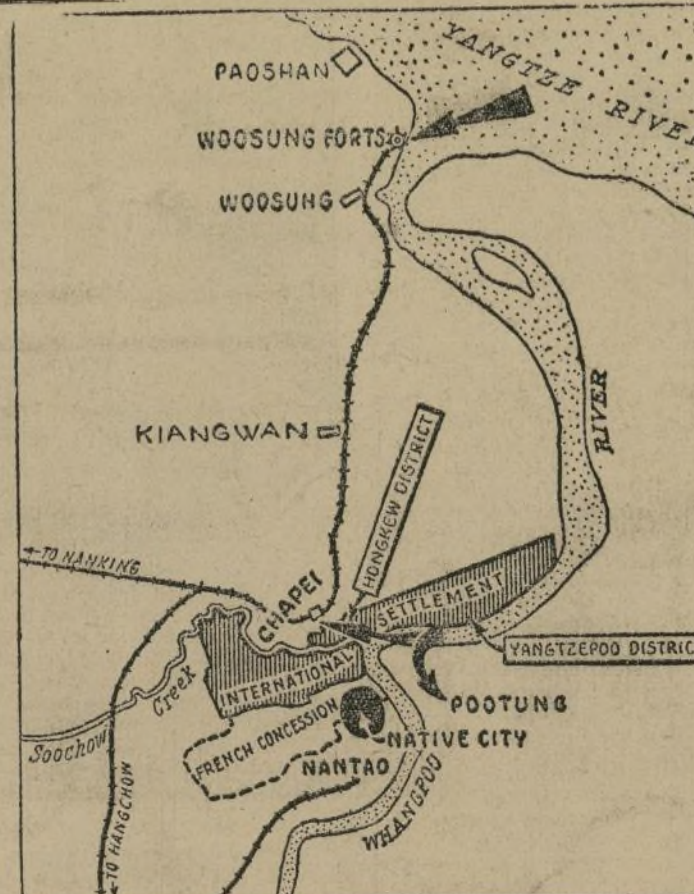 YANGTZE RIVER
PAOSHAN
WOOSUNG FORTS
WOOSUNG
RIVER
KIANGWAN
HONGKEW DISTRICT
TO NANKING
CHAPEI
SETTLEMENT
YANGTZEPOO DISTRIC
INTERNATIONAL
Creek
Soochow
POOTUNG
FRENCH CONCESSION
NATIVE CITY
NANTAO
WHANGPOO
TO HANGCHOW